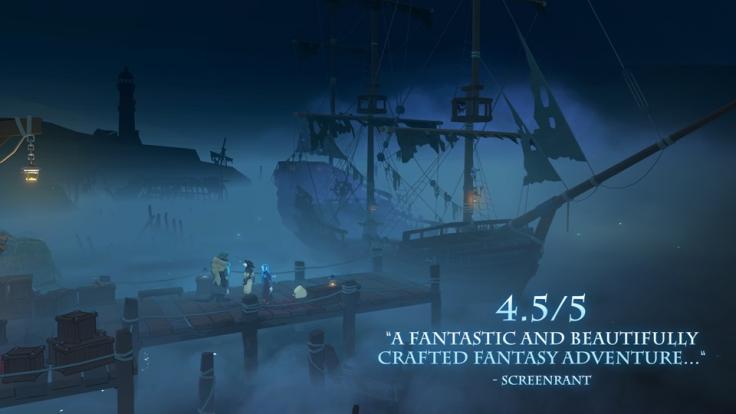 4.5/5
"A FANTASTIC AND BEAUTIFULLY
CRAFTED FANTASY ADVENTURE..."
- SCREENRANT